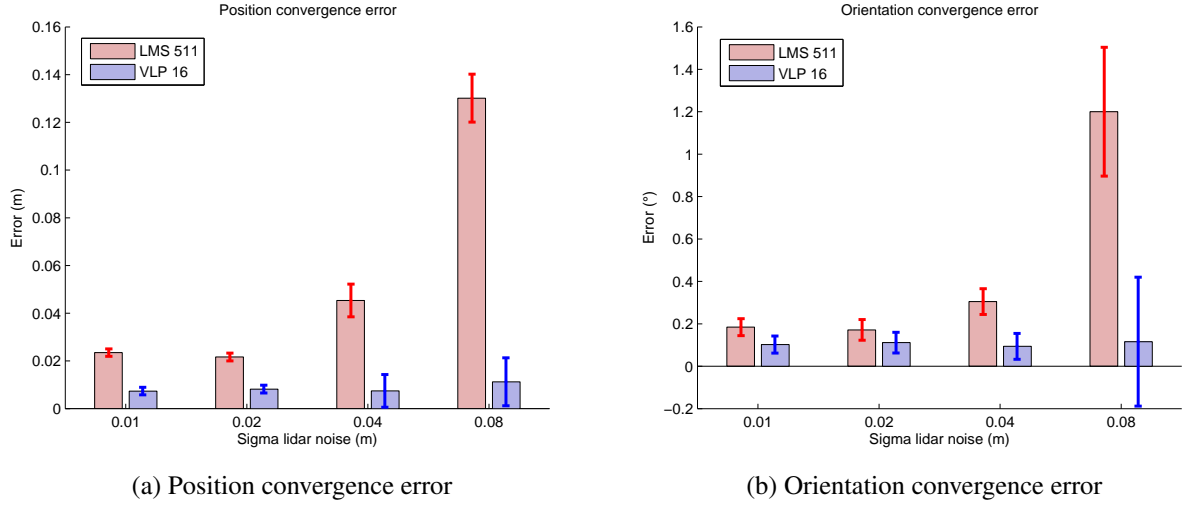 Position convergence error
0.16
0.14
0.12
0.1
0.08
0.06
0.04
0.02
0
Error (m)
LMS 511
VLP 16
0.01 0.02 0.04 0.08
Sigma lidar noise (m)
(a) Position convergence error
Orientation convergence error
1.6
1.4
1.2
1
0.8
0.6
0.4
0.2
0
−0.2
Error (°)
LMS 511
VLP 16
0.01 0.02 0.04 0.08
Sigma lidar noise (m)
(b) Orientation convergence error